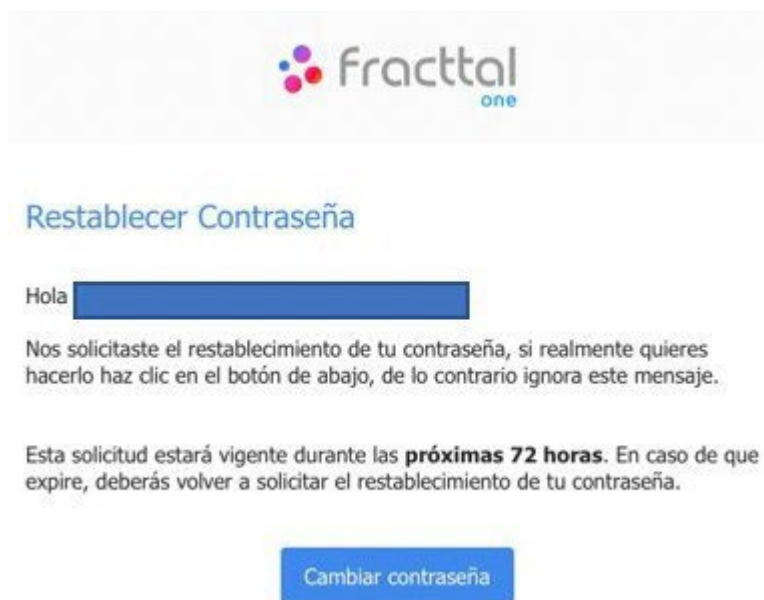 fracttal
one
Restablecer Contraseña
Hola
Nos solicitaste el restablecimiento de tu contraseña, si realmente quieres
hacerlo haz clic en el botón de abajo, de lo contrario ignora este mensaje.
Esta solicitud estará vigente durante las próximas 72 horas. En caso de que
expire, deberás volver a solicitar el restablecimiento de tu contraseña.
Cambiar contraseña